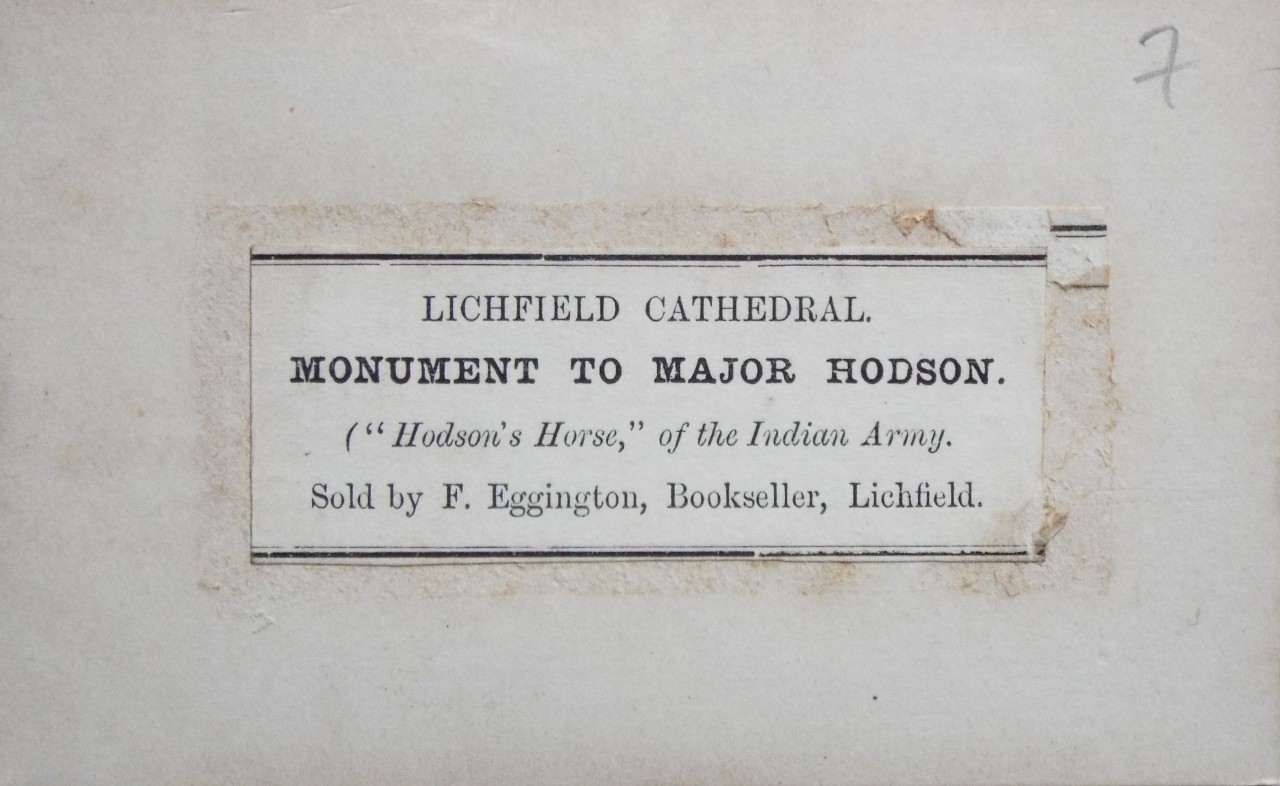 7
LICHFIELD CATHEDRAL.
MONUMENT TO MAJOR HODSON.
("Hodson's Horse," of the Indian Army.
Sold by F. Eggington, Bookseller, Lichfield.